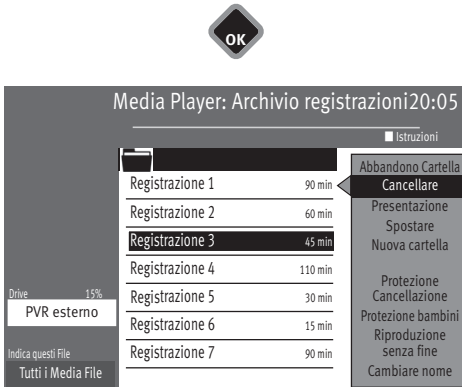 OK
Media Player: Archivio registrazioni20:05
Istruzioni
Registrazione 1 90 min
Registrazione 2 60 min
Registrazione 3 45 min
Registrazione 4 110 min
Registrazione 5 30 min
Registrazione 6 15 min
Registrazione 7 90 min
Abbandono Cartella
Cancellare
Presentazione
Spostare
Nuova cartella
Protezione
Cancellazione
Protezione bambini
Riproduzione
senza fine
Cambiare nome
Drive 15%
PVR esterno
Indica questi File
Tutti i Media File